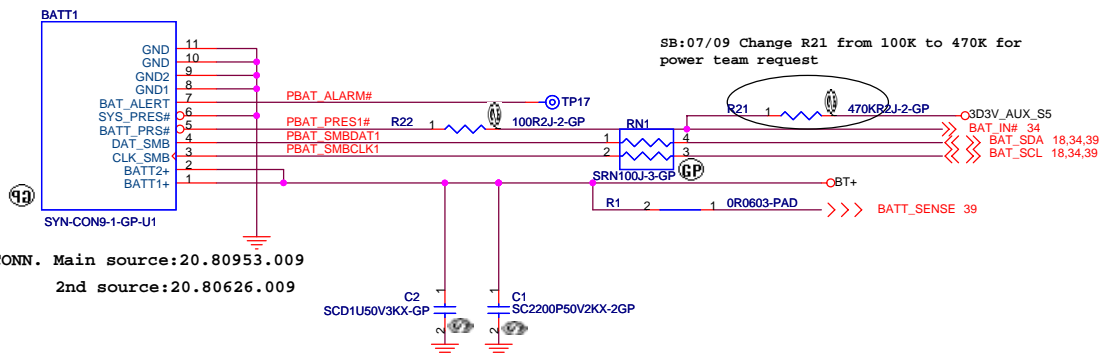 BATT1
SB:07/09 Change R21 from 100K to 470K for
power team request
GND 11
GND 10
GND2 9
GND1 8
BAT_ALERT 7
SYS_PRES# 6
BATT_PRS# 5
DAT_SMB 4
CLK_SMB 3
BATT2+ 2
BATT1+ 1
SYN-CON9-1-GP-U1
PBAT_ALARM#
TP17
PBAT_PRES1#
R22 1 2 100R2J-2-GP
PBAT_SMBDAT1
PBAT_SMBCLK1
RN1
1 4
2 3
SRN100J-3-GP
GP
R21 1 470KR2J-2-GP
3D3V_AUX_S5
BAT_IN# 34
BAT_SDA 18,34,39
BAT_SCL 18,34,39
BT+
R1 2 1 0R0603-PAD
BATT_SENSE 39
CONN. Main source:20.80953.009
2nd source:20.80626.009
C2
SCD1U50V3KX-GP
1
2
C1
SC2200P50V2KX-2GP
1
2